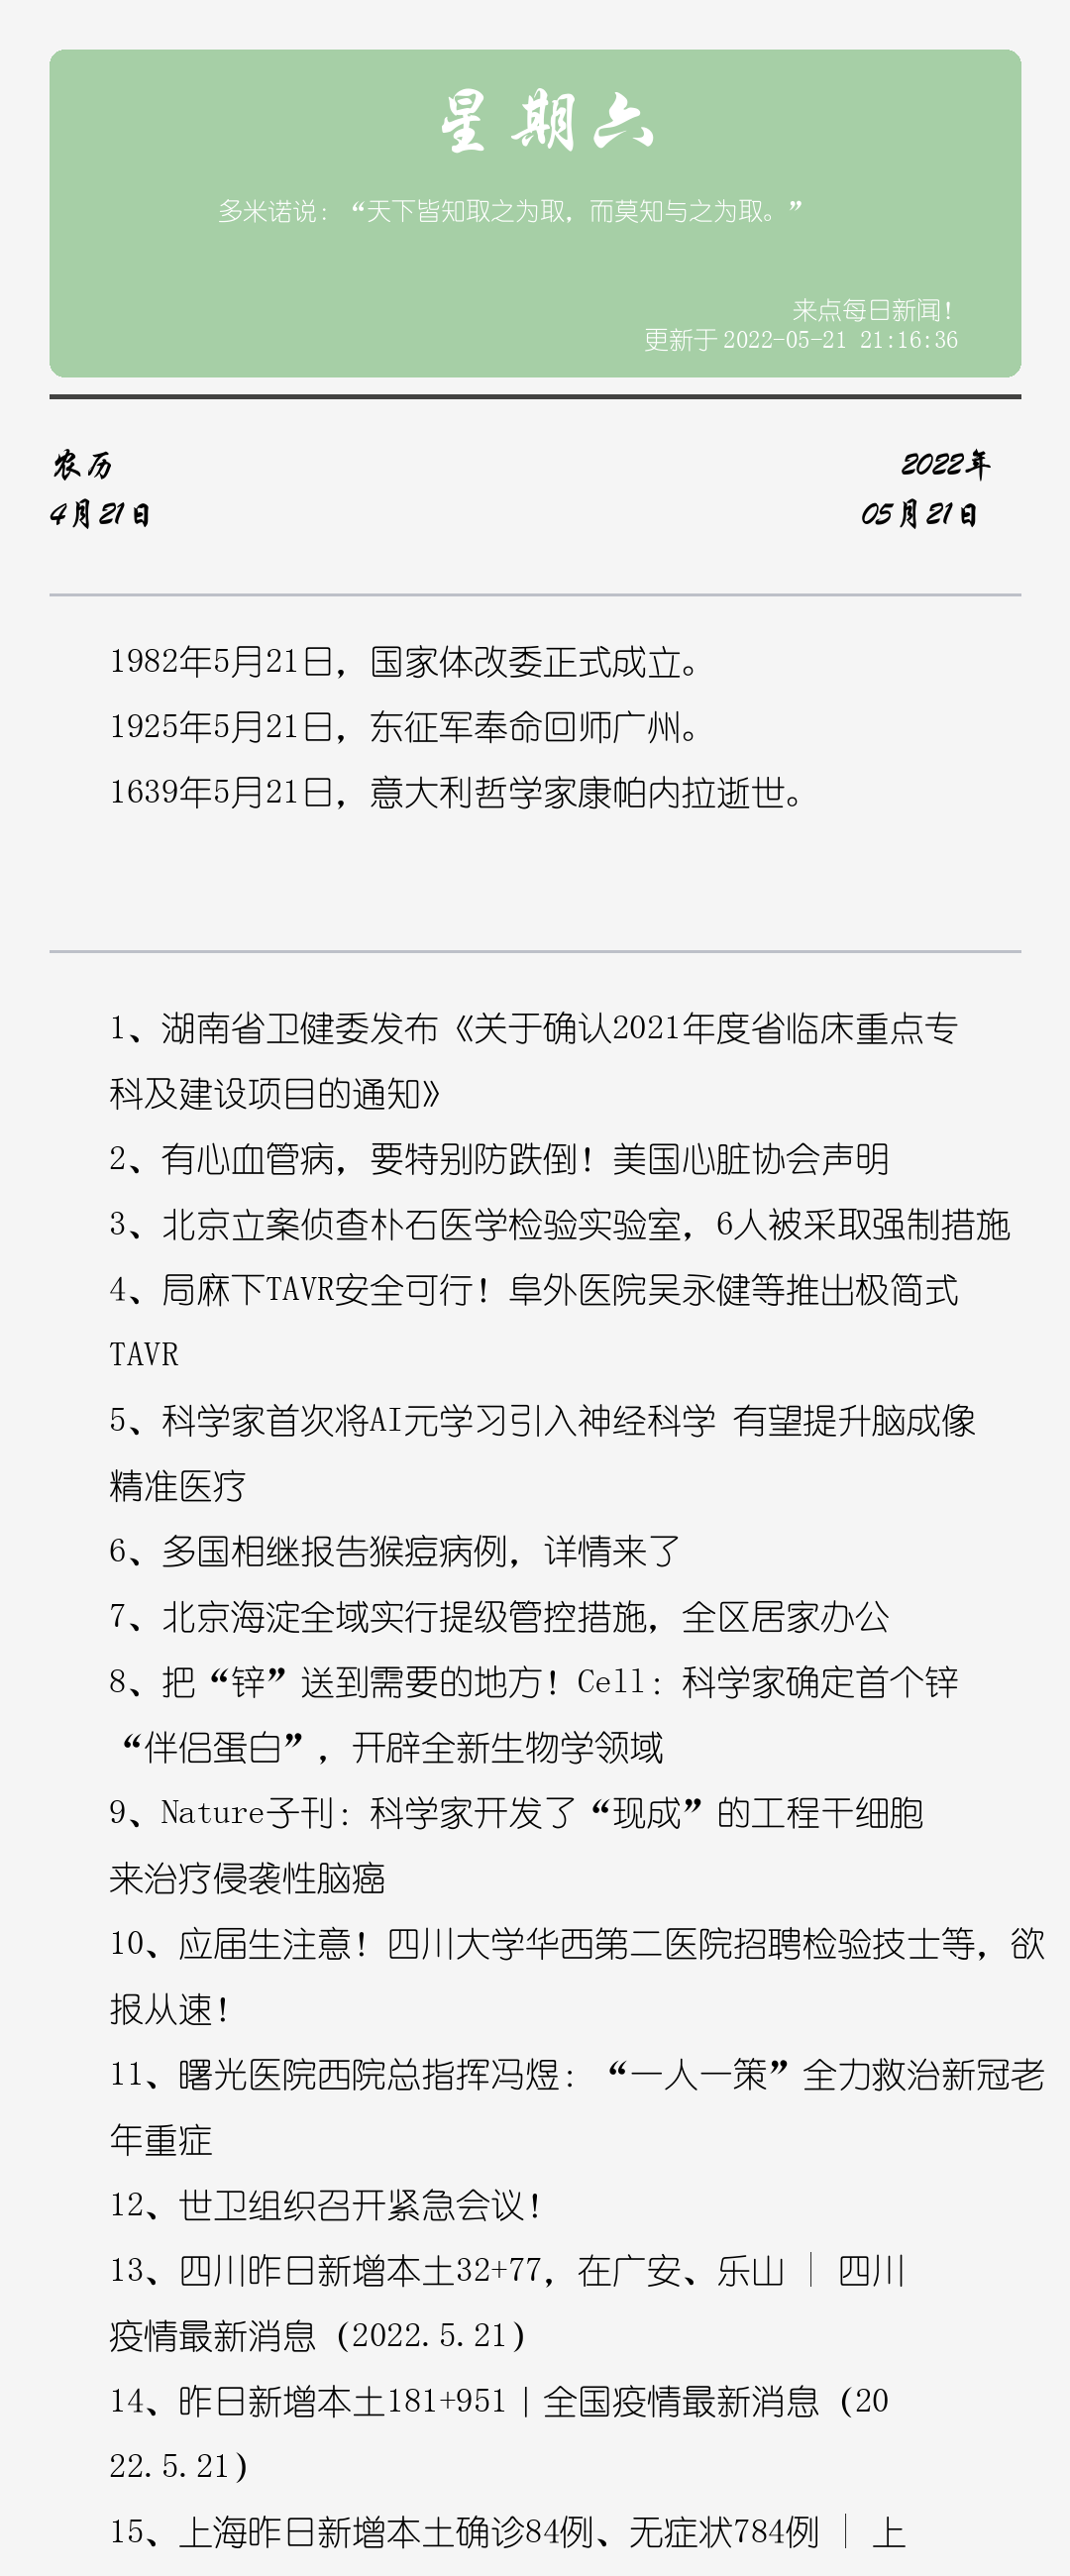 星期六
多米诺说：“天下皆知取之为取，而莫知与之为取。”
来点每日新闻！
更新于 2022-05-21 21:16:36
农历
2022年
4月21日
05月21日
1982年5月21日，国家体改委正式成立。
1925年5月21日，东征军奉命回师广州。
1639年5月21日，意大利哲学家康帕内拉逝世。
1、湖南省卫健委发布《关于确认2021年度省临床重点专
科及建设项目的通知》
2、有心血管病，要特别防跌倒！美国心脏协会声明
3、北京立案侦查朴石医学检验实验室，6人被采取强制措施
4、局麻下TAVR安全可行！阜外医院吴永健等推出极简式
TAVR
5、科学家首次将AI元学习引入神经科学 有望提升脑成像
精准医疗
6、多国相继报告猴痘病例，详情来了
7、北京海淀全域实行提级管控措施，全区居家办公
8、把“锌”送到需要的地方！Cell：科学家确定首个锌
“伴侣蛋白”，开辟全新生物学领域
9、Nature子刊：科学家开发了“现成”的工程干细胞
来治疗侵袭性脑癌
10、应届生注意！四川大学华西第二医院招聘检验技士等，欲
报从速！
11、曙光医院西院总指挥冯煜：“一人一策”全力救治新冠老
年重症
12、世卫组织召开紧急会议！
13、四川昨日新增本土32+77，在广安、乐山 │ 四川
疫情最新消息（2022.5.21）
14、昨日新增本土181+951｜全国疫情最新消息（20
22.5.21）
15、上海昨日新增本土确诊84例、无症状784例 │ 上